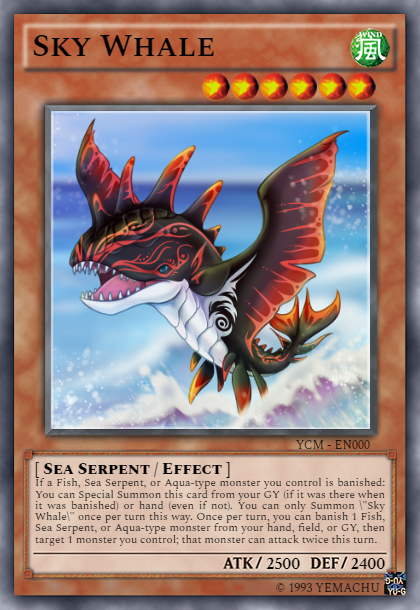 Sky Whale
WIND
風
YCM - EN000
[ Sea Serpent / Effect ]
If a Fish, Sea Serpent, or Aqua-type monster you control is banished:
You can Special Summon this card from your GY (if it was there when
it was banished) or hand (even if not). You can only Summon \"Sky
Whale\" once per turn this way. Once per turn, you can banish 1 Fish,
Sea Serpent, or Aqua-type monster from your hand, field, or GY, then
target 1 monster you control; that monster can attack twice this turn.
ATK / 2500 DEF / 2400
© 1993 YEMACHU